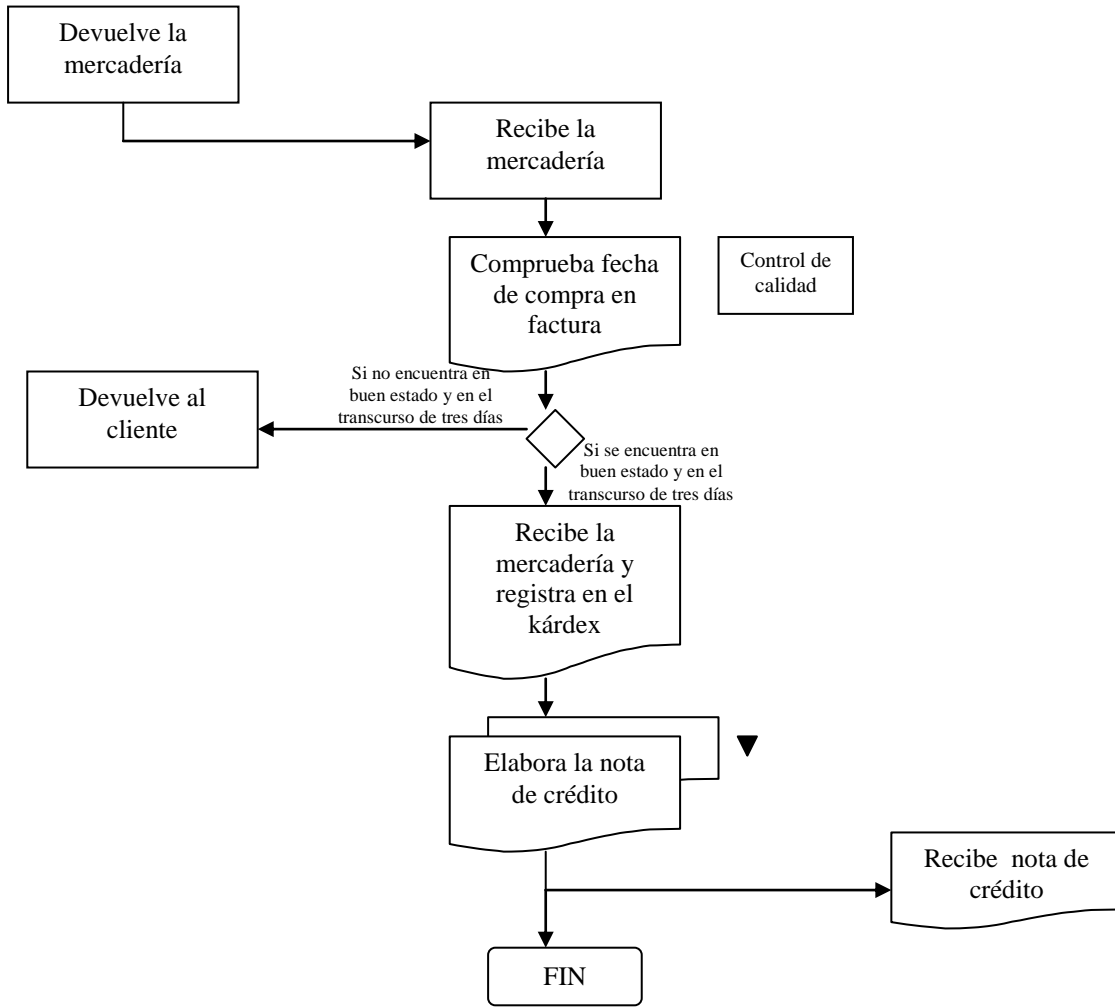 Devuelve la
mercadería
Recibe la
mercadería
Comprueba fecha
de compra en
factura
Control de
calidad
Si no encuentra en
buen estado y en el
transcurso de tres días
Devuelve al
cliente
Si se encuentra en
buen estado y en el
transcurso de tres días
Recibe la
mercadería y
registra en el
kárdex
Elabora la nota
de crédito
Recibe nota de
crédito
FIN